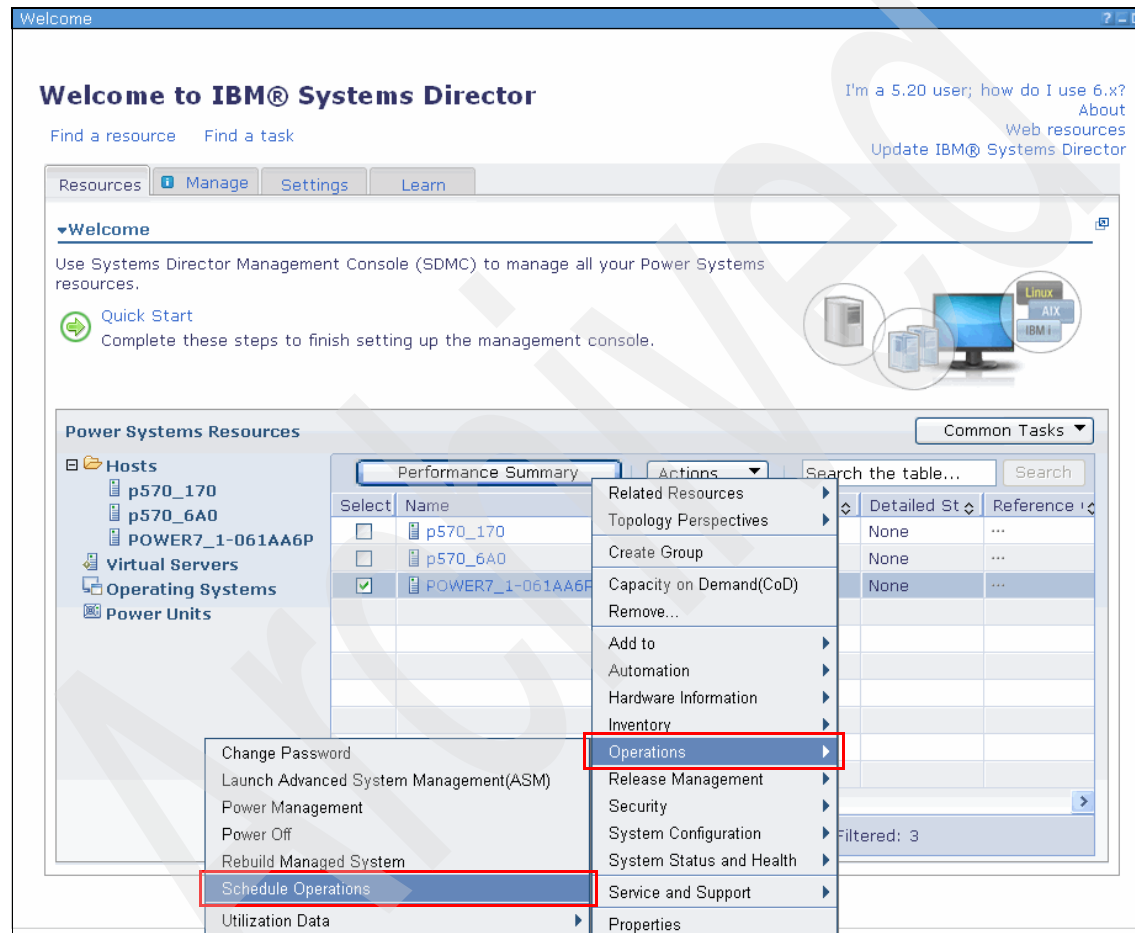 Welcome
? –
Welcome to IBM® Systems Director
I'm a 5.20 user; how do I use 6.x?
About
Web resources
Update IBM® Systems Director
Find a resource Find a task
Resources Manage Settings Learn
Welcome
Use Systems Director Management Console (SDMC) to manage all your Power Systems
resources.
Quick Start
Complete these steps to finish setting up the management console.
Linux
AIX
IBM i
Power Systems Resources
Common Tasks
Hosts
p570_170
p570_6A0
POWER7_1-061AA6P
Virtual Servers
Operating Systems
Power Units
Performance Summary Actions Search the table... Search
Select Name Detailed St Reference
p570_170 None ...
p570_6A0 None ...
POWER7_1-061AA6P None ...
Filtered: 3
Related Resources
Topology Perspectives
Create Group
Capacity on Demand(CoD)
Remove...
Add to
Automation
Hardware Information
Inventory
Operations
Release Management
Security
System Configuration
System Status and Health
Service and Support
Properties
Change Password
Launch Advanced System Management(ASM)
Power Management
Power Off
Rebuild Managed System
Schedule Operations
Utilization Data
Archived